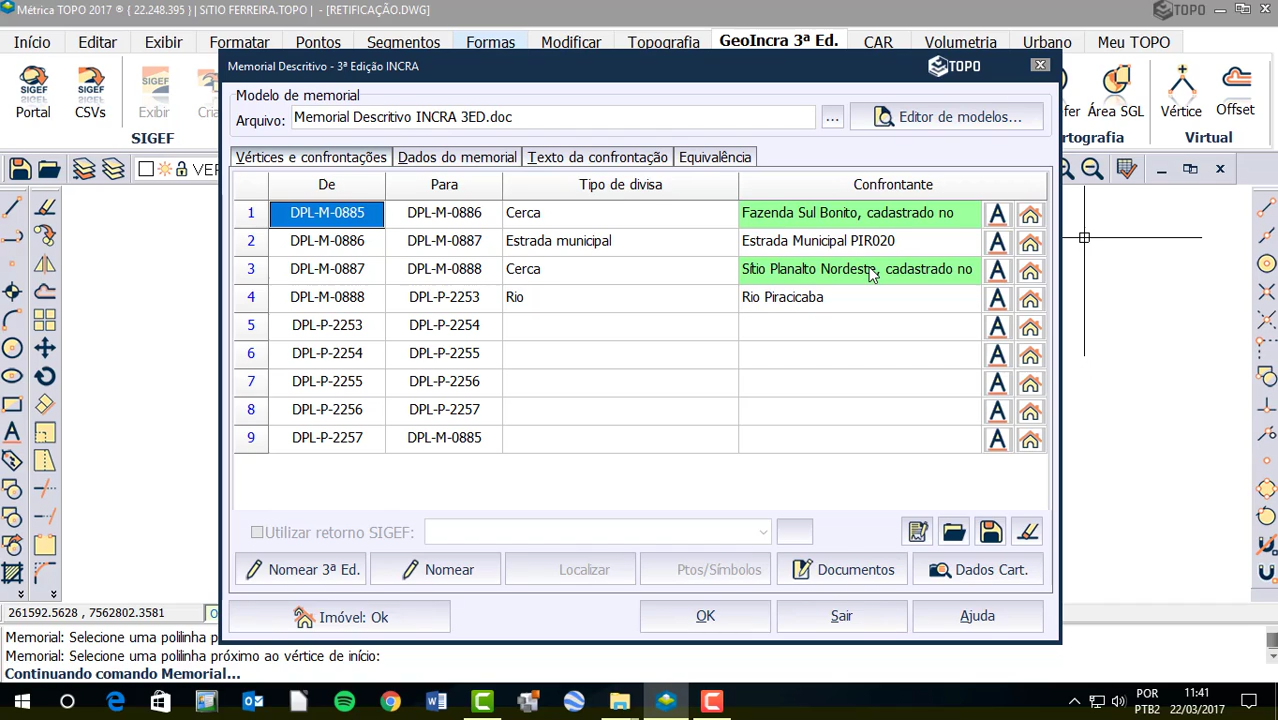 Métrica TOPO 2017 ® { 22.248.395 } | SíTIO FERREIRA.TOPO | - [RETIFICAÇÃO.DWG]
TOPO
Início Editar Exibir Formatar Pontos Segmentos Formas Modificar Topografia GeoIncra 3ª Ed. CAR Volumetria Urbano Meu TOPO
SIGEF Portal
SIGEF CSVs
SIGEF Exibir
SIGEF
Área SGL
Vértice
Offset
Virtual
Memorial Descritivo - 3ª Edição INCRA
TOPO
Modelo de memorial
Arquivo: Memorial Descritivo INCRA 3ED.doc ... Editor de modelos...
Vértices e confrontações Dados do memorial Texto da confrontação Equivalência
De Para Tipo de divisa Confrontante
1 DPL-M-0885 DPL-M-0886 Cerca Fazenda Sul Bonito, cadastrado no
2 DPL-M-0886 DPL-M-0887 Estrada municipal Estrada Municipal PIR020
3 DPL-M-0887 DPL-M-0888 Cerca Sítio Planalto Nordeste, cadastrado no
4 DPL-M-0888 DPL-P-2253 Rio Rio Piracicaba
5 DPL-P-2253 DPL-P-2254
6 DPL-P-2254 DPL-P-2255
7 DPL-P-2255 DPL-P-2256
8 DPL-P-2256 DPL-P-2257
9 DPL-P-2257 DPL-M-0885
Utilizar retorno SIGEF:
Nomear 3ª Ed. Nomear Localizar Ptos/Símbolos Documentos Dados Cart.
Imóvel: Ok OK Sair Ajuda
261592.5628 , 7562802.3581
Memorial: Selecione uma polilinha
Memorial: Selecione uma polilinha próximo ao vértice de início:
Continuando comando Memorial...
POR
PTB2
11:41
22/03/2017